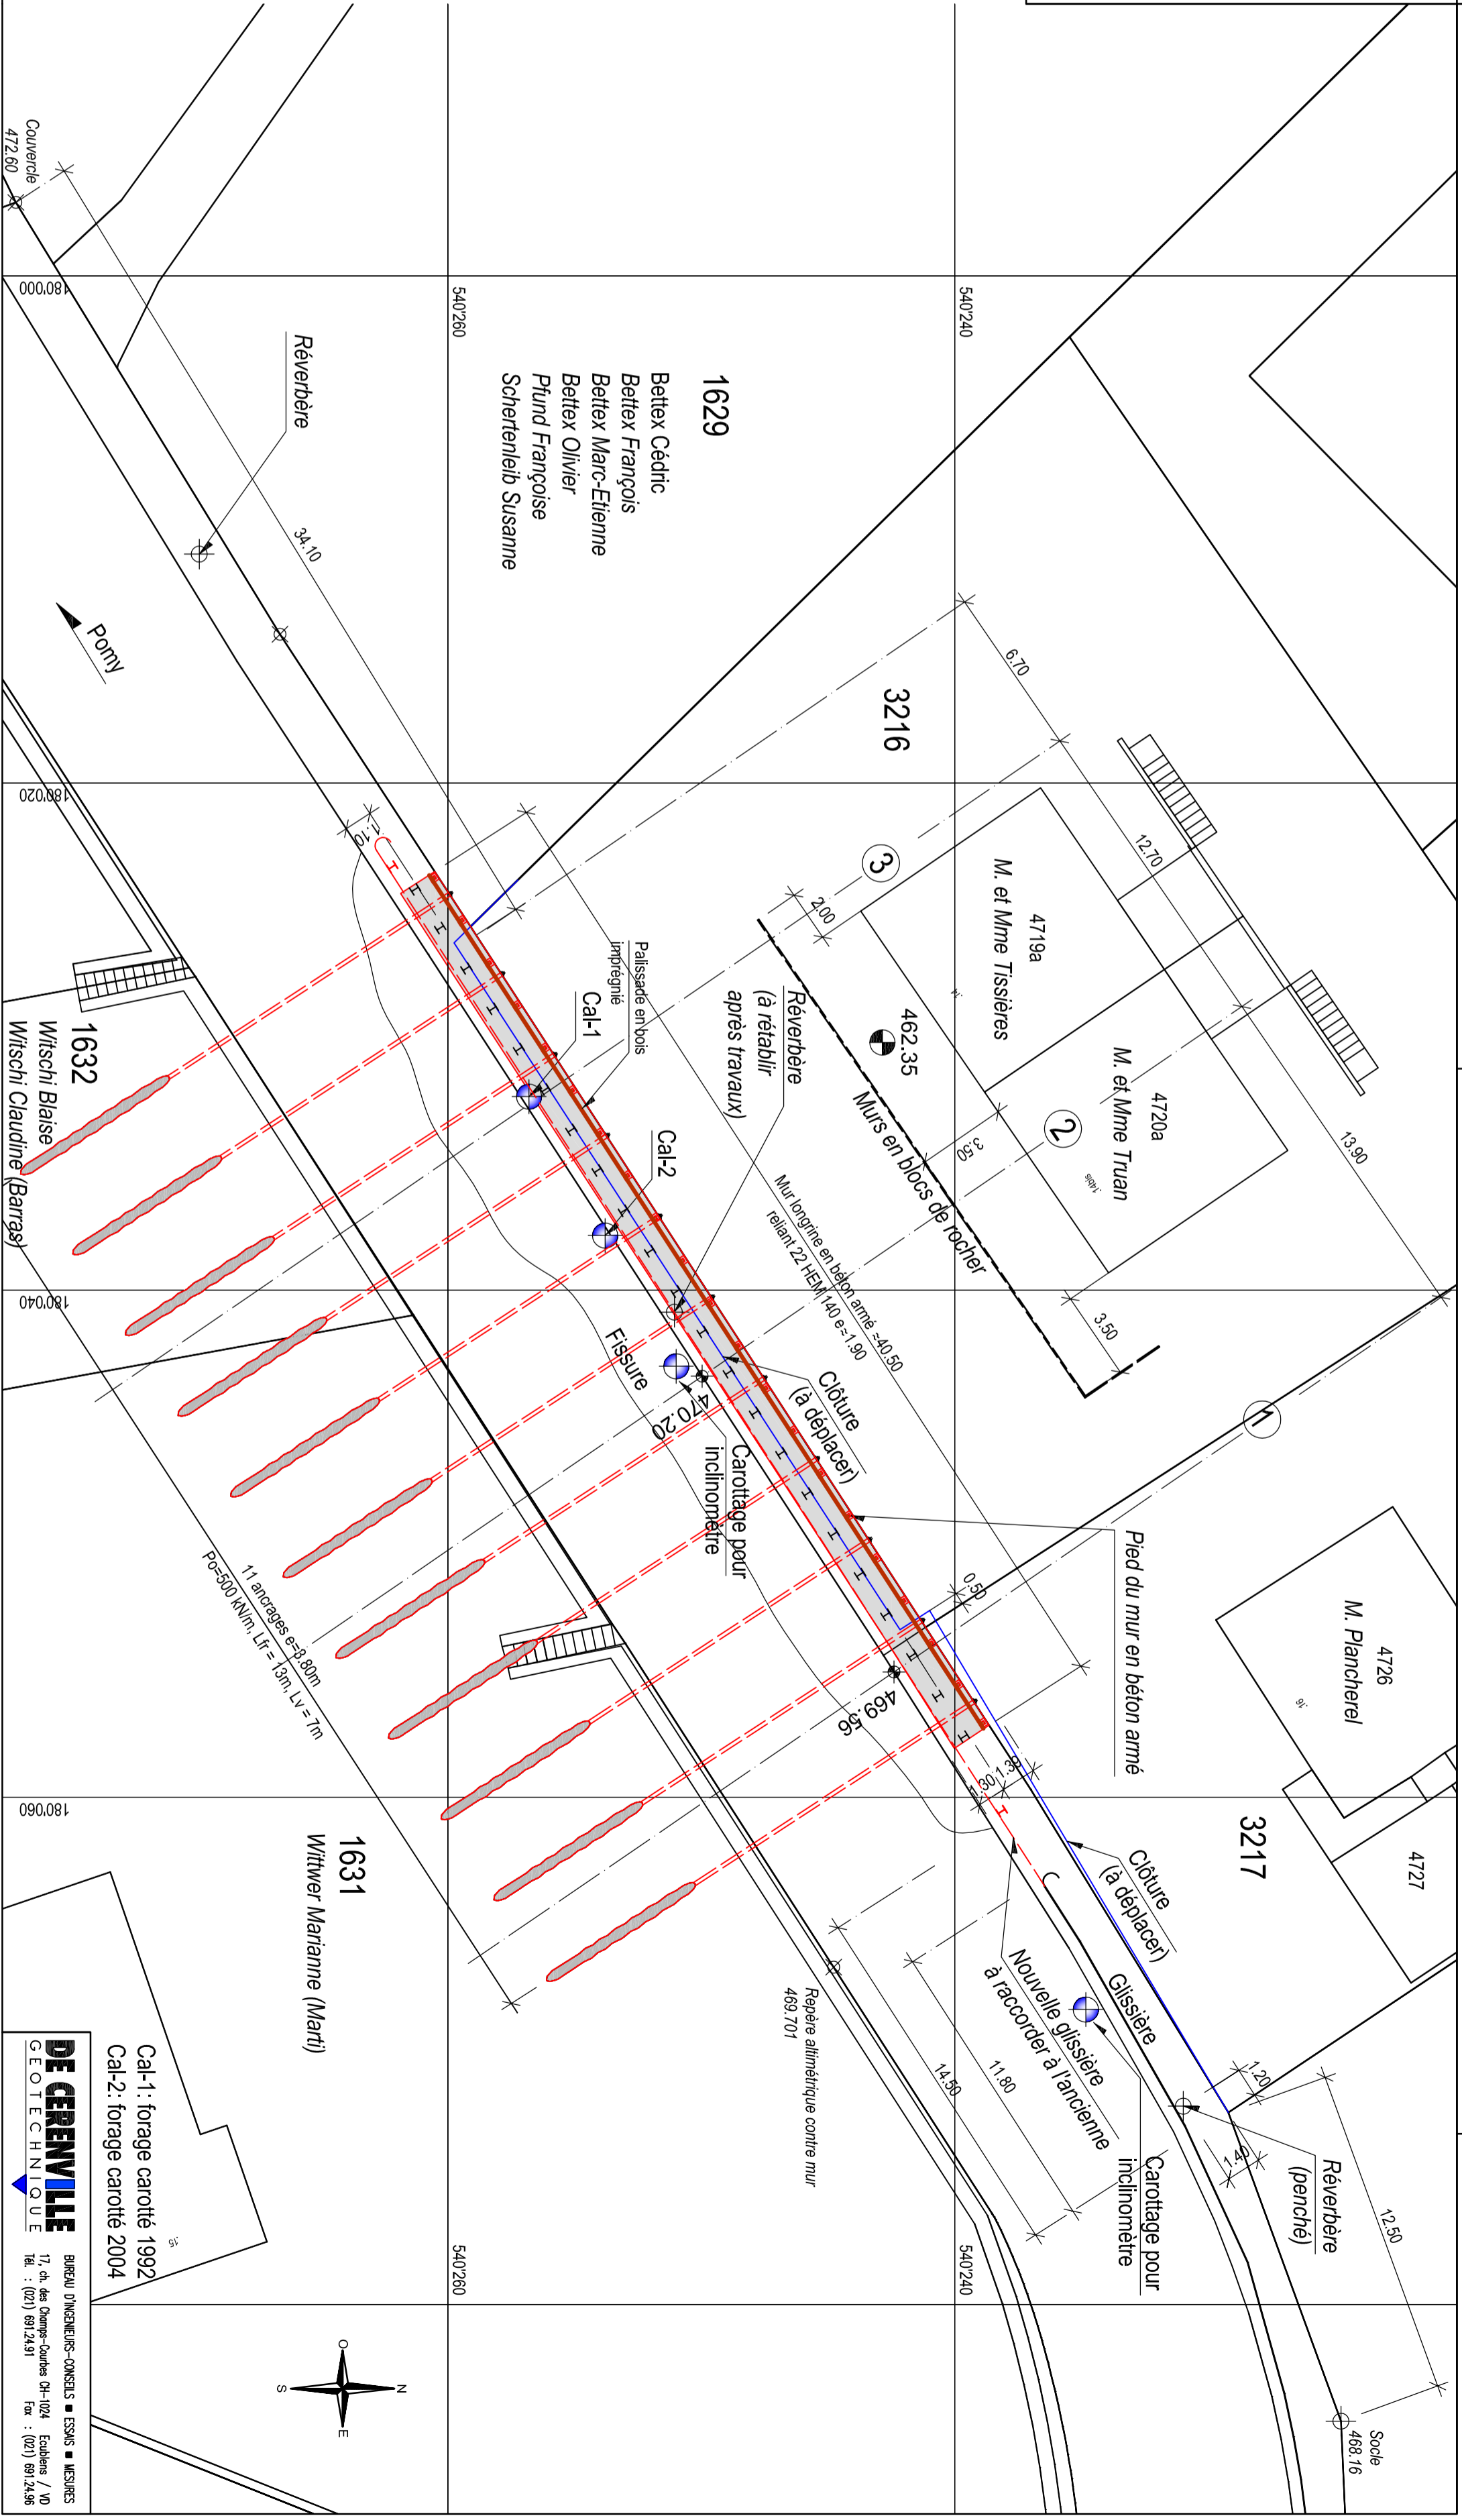 Couvercle
472.60
180'000
180'020
180'040
180'060
540'260
540'240
540'260
540'240
Réverbère
Pomy
34.10
1629
Bettex Cédric
Bettex François
Bettex Marc-Etienne
Bettex Olivier
Pfund Françoise
Schertenleib Susanne
3216
6.70
12.70
13.90
3
2.00
4719a
M. et Mme Tissières
14
462.35
4720a
M. et Mme Truan
14bis
2
3.50
3.50
Murs en blocs de rocher
1
1.10
Palissade en bois
imprégnié
Cal-1
Cal-2
Réverbère
(à rétablir
après travaux)
Mur longrine en béton armé ≈40.50
reliant 22 HEM 140 e≈1.90
Clôture
(à déplacer)
Fissure
470.20
Carottage pour
inclinomètre
Pied du mur en béton armé
0.50
469.56
1.30
1.39
4726
M. Plancherel
16
4727
3217
Clôture
(à déplacer)
Glissière
Nouvelle glissière
à raccorder à l'ancienne
Carottage pour
inclinomètre
Réverbère
(penché)
1.20
1.40
12.50
Socle
468.16
11.80
14.50
Repère altimétrique contre mur
469.701
1632
Witschi Blaise
Witschi Claudine (Barras)
11 ancrages e=3.80m
Po=500 kN/m, Lfr = 13m, Lv = 7m
1631
Wittwer Marianne (Marti)
15
Cal-1: forage carotté 1992
Cal-2: forage carotté 2004
N
O
E
S
DE CERENVILLE
GEOTECHNIQUE
BUREAU D'INGENIEURS-CONSEILS ■ ESSAIS ■ MESURES
17, ch. des Champs-Courbes CH-1024 Ecublens / VD
Tél. : (021) 691.24.91 Fax : (021) 691.24.96